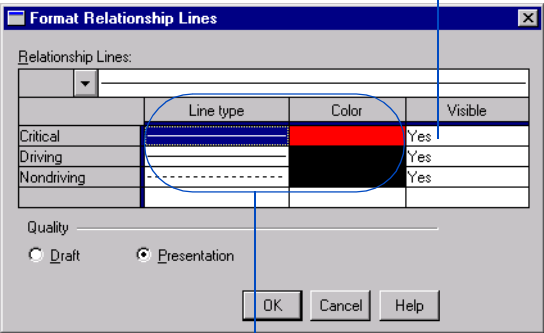 Format Relationship Lines
Relationship Lines:
Line type Color Visible
Critical Yes
Driving Yes
Nondriving Yes
Quality
Draft Presentation
OK Cancel Help